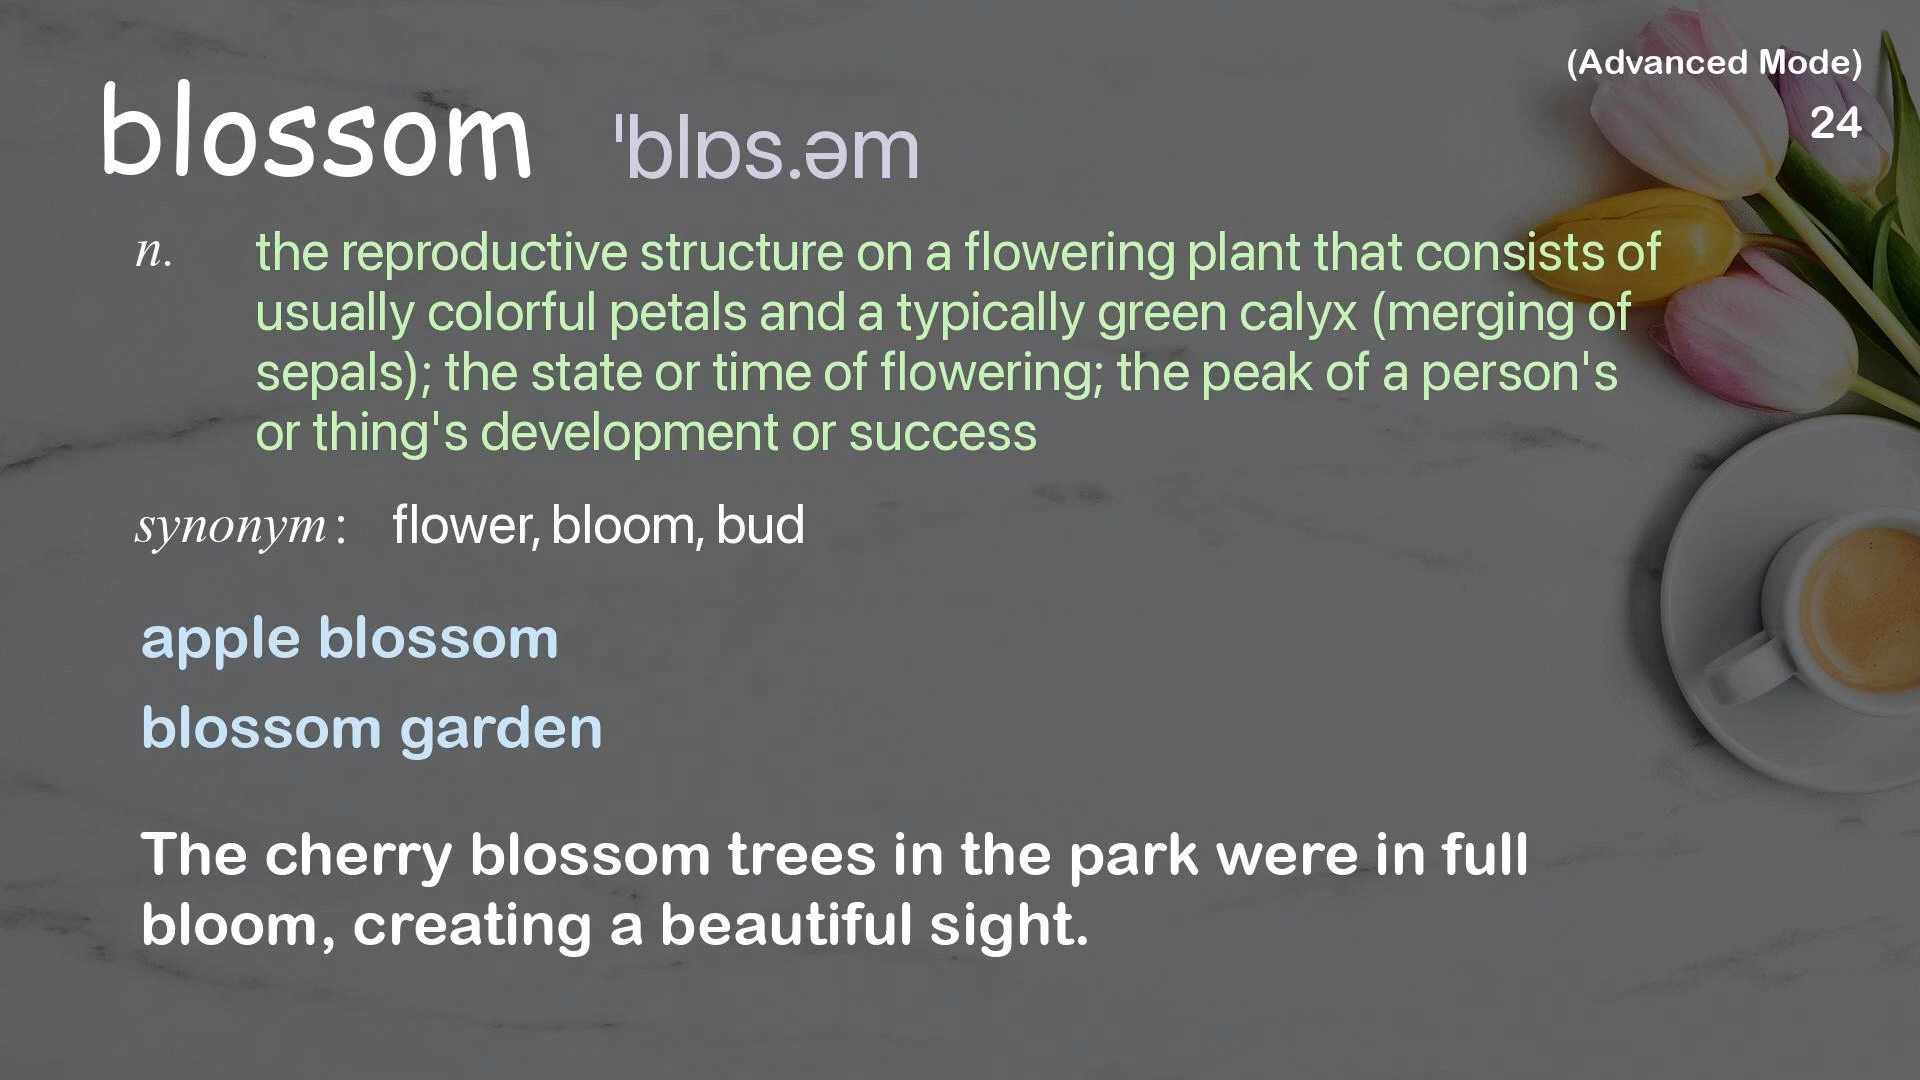 (Advanced Mode)
24
blossom ˈblɒs.əm
n. the reproductive structure on a flowering plant that consists of
usually colorful petals and a typically green calyx (merging of
sepals); the state or time of flowering; the peak of a person's
or thing's development or success
synonym: flower, bloom, bud
apple blossom
blossom garden
The cherry blossom trees in the park were in full
bloom, creating a beautiful sight.